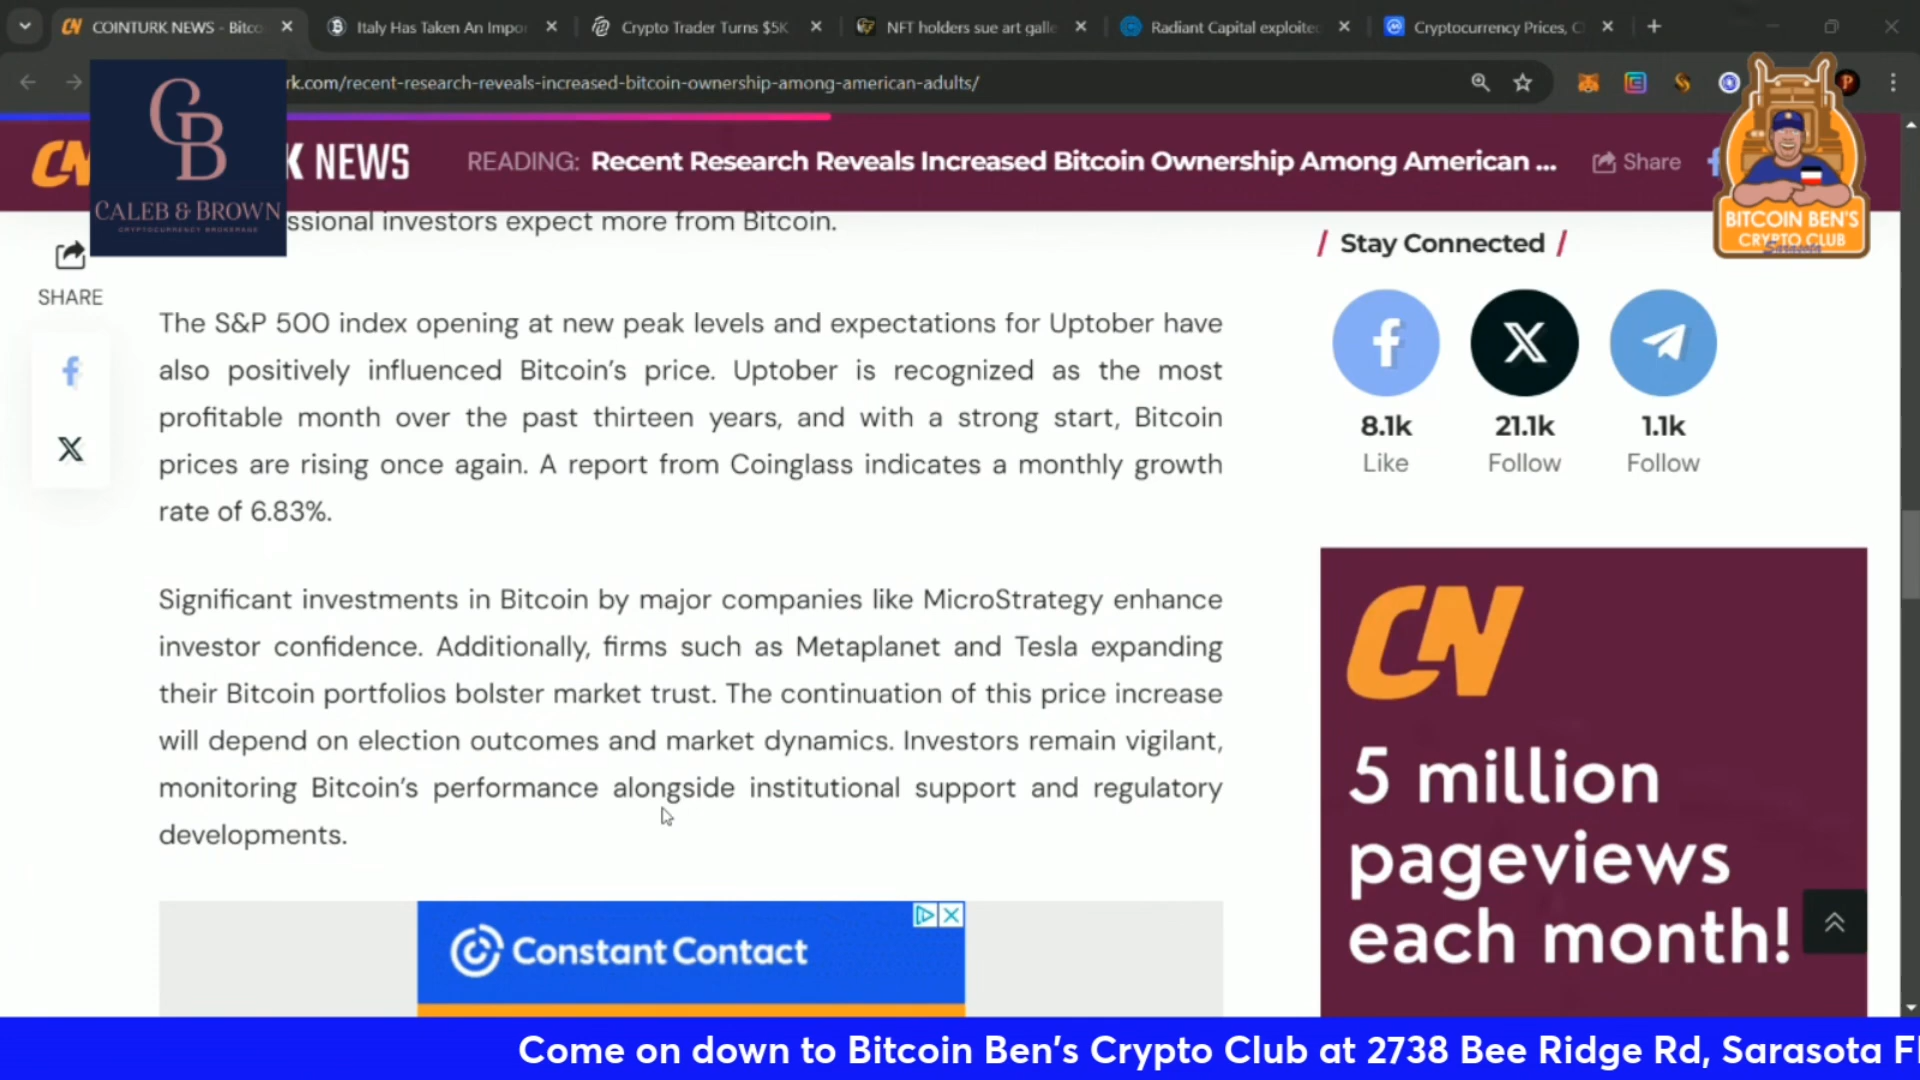 COINTURK NEWS - Bitco
Italy Has Taken An Impo
Crypto Trader Turns $5K
NFT holders sue art galle
Radiant Capital exploite
Cryptocurrency Prices, C
rk.com/recent-research-reveals-increased-bitcoin-ownership-among-american-adults/
CN
K NEWS
READING: Recent Research Reveals Increased Bitcoin Ownership Among American ...
Share
CB
CALEB & BROWN
CRYPTOCURRENCY BROKERAGE
BITCOIN BEN'S
CRYPTO CLUB
Sarasota
ssional investors expect more from Bitcoin.
SHARE
The S&P 500 index opening at new peak levels and expectations for Uptober have
also positively influenced Bitcoin's price. Uptober is recognized as the most
profitable month over the past thirteen years, and with a strong start, Bitcoin
prices are rising once again. A report from Coinglass indicates a monthly growth
rate of 6.83%.
Significant investments in Bitcoin by major companies like MicroStrategy enhance
investor confidence. Additionally, firms such as Metaplanet and Tesla expanding
their Bitcoin portfolios bolster market trust. The continuation of this price increase
will depend on election outcomes and market dynamics. Investors remain vigilant,
monitoring Bitcoin's performance alongside institutional support and regulatory
developments.
/ Stay Connected /
8.1k
Like
21.1k
Follow
1.1k
Follow
CN
5 million
pageviews
each month!
Constant Contact
Come on down to Bitcoin Ben's Crypto Club at 2738 Bee Ridge Rd, Sarasota Fl